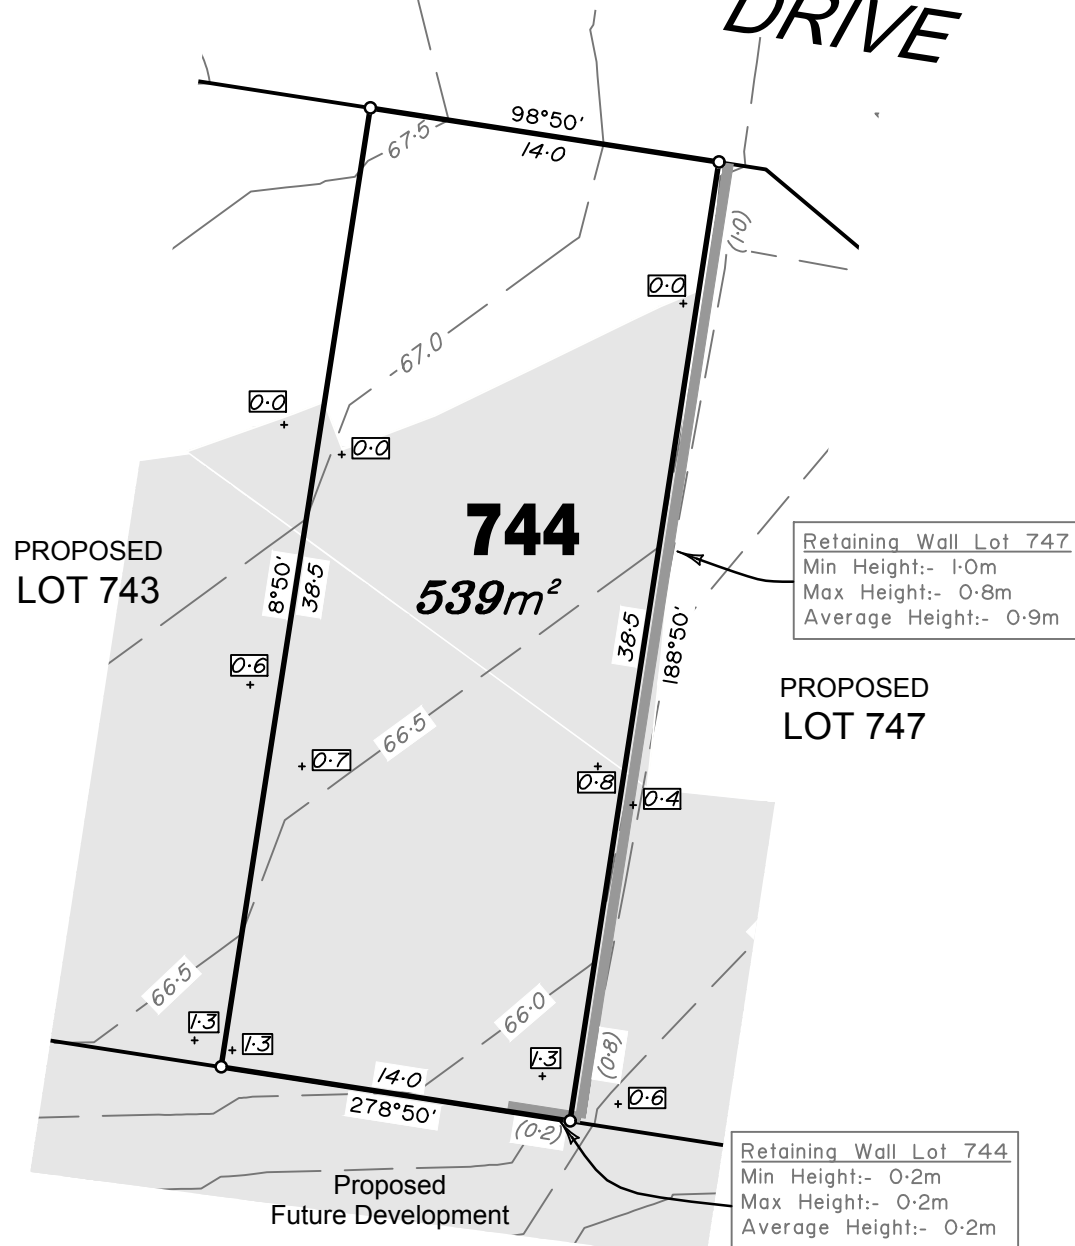 DRIVE
98°50'
14·0
67·5
(1·0)
0·0
67·0
0·0
0·0
744
539m²
PROPOSED
LOT 743
8°50'
38·5
Retaining Wall Lot 747
Min Height:- 1·0m
Max Height:- 0·8m
Average Height:- 0·9m
38·5
188°50'
0·6
PROPOSED
LOT 747
66·5
0·7
0·8
0·4
66·5
66·0
1·3
1·3
1·3
(0·8)
14·0
278°50'
0·6
(0·2)
Retaining Wall Lot 744
Min Height:- 0·2m
Max Height:- 0·2m
Average Height:- 0·2m
Proposed
Future Development